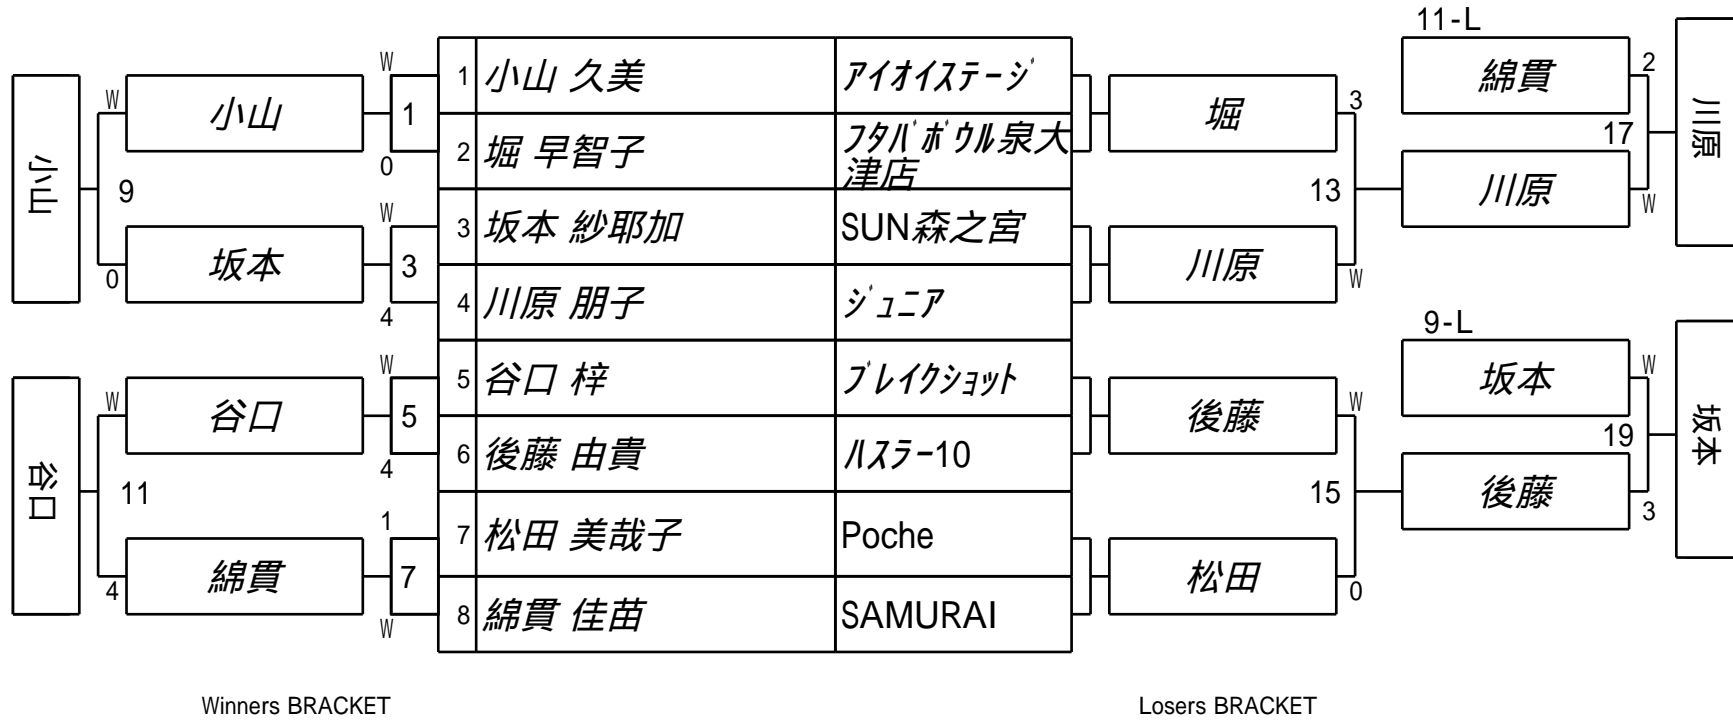 11-L
W
1 小山 久美 アイオイステージ
綿貫 2
W 小山 1
堀 3
川原
2 堀 早智子 フタバボウル泉大津店
0
17
小山 9
13
川原 W
W
3 坂本 紗耶加 SUN森之宮
0 坂本 3
川原 W
4 川原 朋子 ジュニア
4
9-L
W
5 谷口 梓 ブレイクショット
坂本 W
W 谷口 5
後藤 W
坂本
6 後藤 由貴 ハスラー10
4
19
谷口 11
15
後藤 3
1
7 松田 美哉子 Poche
4 綿貫 7
松田 0
8 綿貫 佳苗 SAMURAI
W
Winners BRACKET
Losers BRACKET